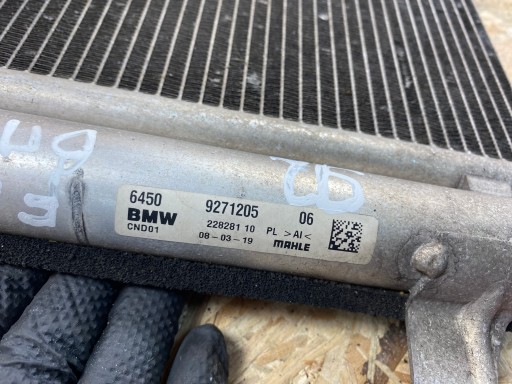 6450 9271205 06
BMW 228281 10 PL >Al<
CND01 08-03-19 MAHLE